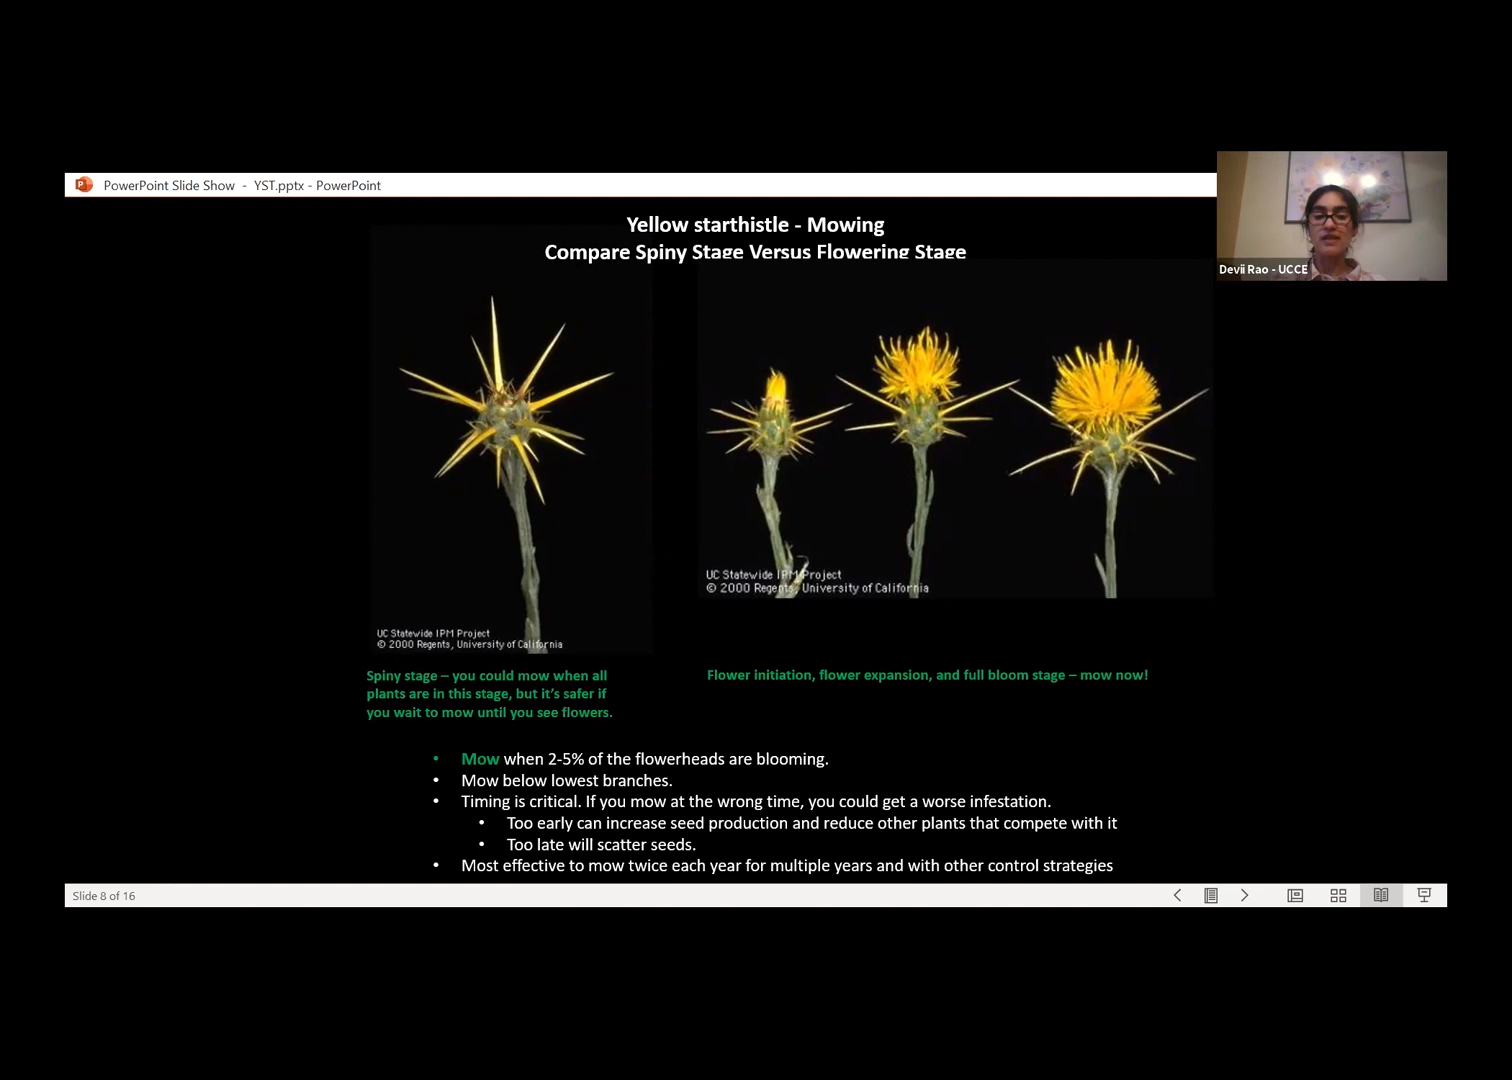 PowerPoint Slide Show - YST.pptx - PowerPoint
Yellow starthistle - Mowing
Compare Spiny Stage Versus Flowering Stage
Devii Rao - UCCE
UC Statewide IPM Project
© 2000 Regents, University of California
UC Statewide IPM Project
© 2000 Regents, University of California
Spiny stage – you could mow when all
plants are in this stage, but it's safer if
you wait to mow until you see flowers.
Flower initiation, flower expansion, and full bloom stage – mow now!
• Mow when 2-5% of the flowerheads are blooming.
• Mow below lowest branches.
• Timing is critical. If you mow at the wrong time, you could get a worse infestation.
• Too early can increase seed production and reduce other plants that compete with it
• Too late will scatter seeds.
• Most effective to mow twice each year for multiple years and with other control strategies
Slide 8 of 16